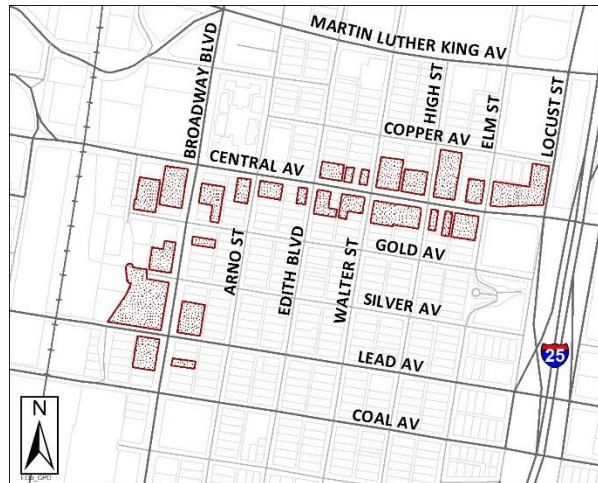 MARTIN LUTHER KING AV
BROADWAY BLVD
HIGH ST
ELM ST
LOCUST ST
COPPER AV
CENTRAL AV
ARNO ST
EDITH BLVD
WALTER ST
GOLD AV
SILVER AV
LEAD AV
25
COAL AV
N